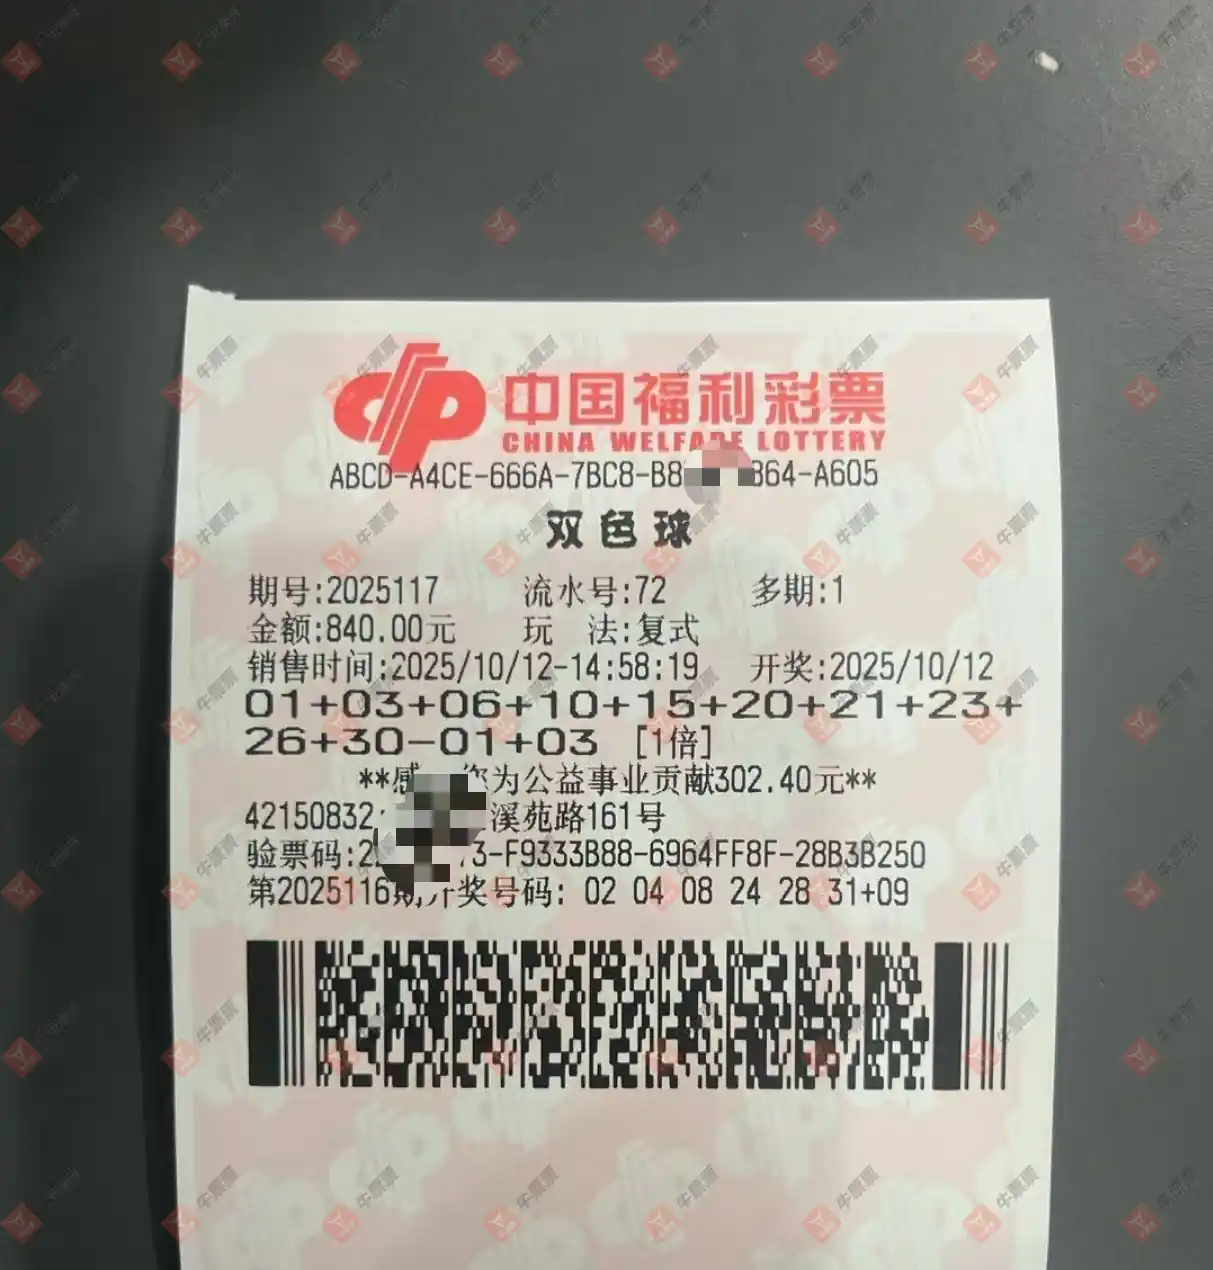 中国福利彩票
CHINA WELFARE LOTTERY
ABCD-A4CE-666A-7BC8-B8 B64-A605
双色球
期号:2025117 流水号:72 多期:1
金额:840.00元 玩 法:复式
销售时间:2025/10/12-14:58:19 开奖:2025/10/12
01+03+06+10+15+20+21+23+
26+30-01+03 [1倍]
**感 您为公益事业贡献302.40元**
42150832 溪苑路161号
验票码:2 73-F9333B88-6964FF8F-28B3B250
第2025116期开奖号码: 02 04 08 24 28 31+09